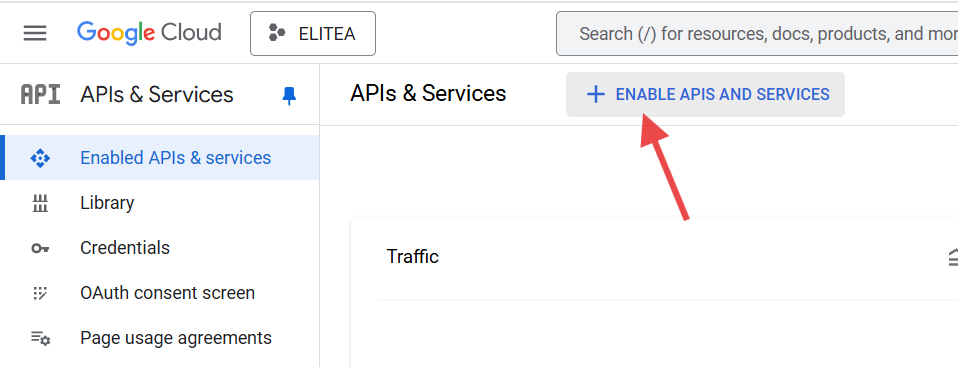 Google Cloud
ELITEA
Search (/) for resources, docs, products, and mor
API
APIs & Services
APIs & Services
ENABLE APIS AND SERVICES
Enabled APIs & services
Library
Credentials
OAuth consent screen
Page usage agreements
Traffic